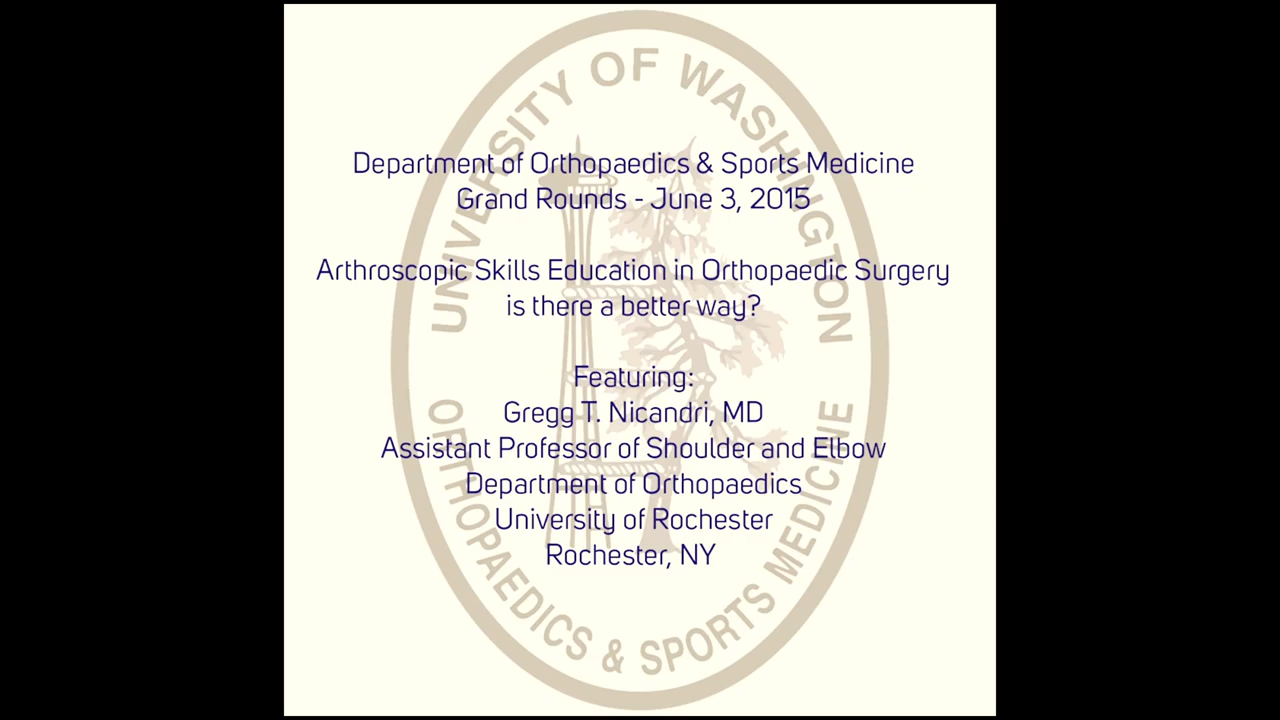 UNIVERSITY OF WASHINGTON
Department of Orthopaedics & Sports Medicine
Grand Rounds - June 3, 2015
Arthroscopic Skills Education in Orthopaedic Surgery
is there a better way?
Featuring:
Gregg T. Nicandri, MD
Assistant Professor of Shoulder and Elbow
Department of Orthopaedics
University of Rochester
Rochester, NY
ORTHOPAEDICS & SPORTS MEDICINE